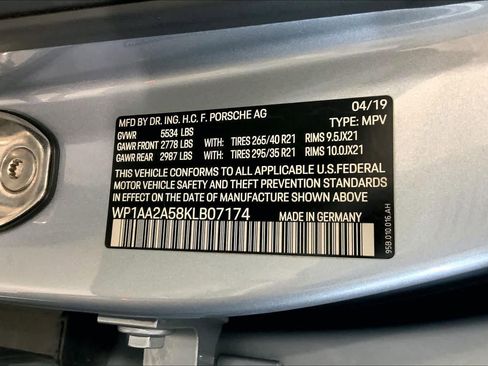 MFD BY DR. ING. H.C. F. PORSCHE AG 04/19
GVWR 5534 LBS TYPE: MPV
GAWR FRONT 2778 LBS WITH: TIRES 265/40 R21 RIMS 9.5JX21
GAWR REAR 2987 LBS WITH: TIRES 295/35 R21 RIMS 10.0JX21
THIS VEHICLE CONFORMS TO ALL APPLICABLE U.S.FEDERAL
MOTOR VEHICLE SAFETY AND THEFT PREVENTION STANDARDS
IN EFFECT ON THE DATE OF MANUFACTURE SHOWN ABOVE
WP1AA2A58KLB07174 MADE IN GERMANY
95B.010.016.AH